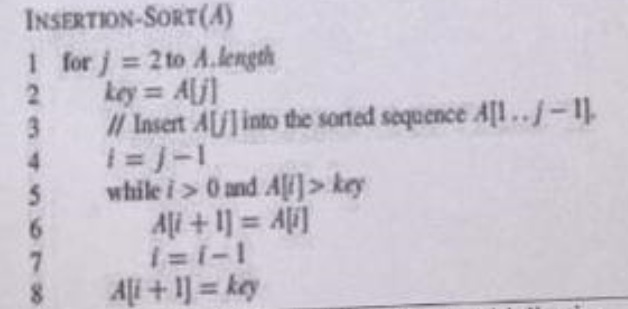 INSERTION-SORT(A)
1 for j = 2 to A.length
2 key = A[j]
3 // Insert A[j] into the sorted sequence A[1 . . j – 1].
4 i = j – 1
5 while i > 0 and A[i] > key
6 A[i + 1] = A[i]
7 i = i – 1
8 A[i + 1] = key